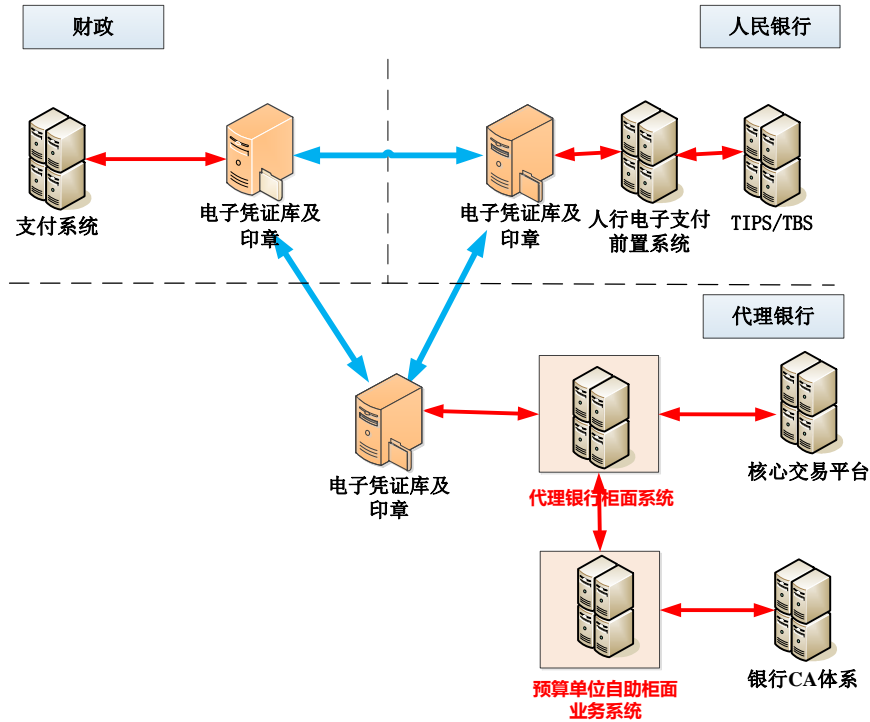 财政
人民银行
支付系统
电子凭证库及
印章
电子凭证库及
印章
人行电子支付
前置系统
TIPS/TBS
代理银行
电子凭证库及
印章
代理银行柜面系统
核心交易平台
预算单位自助柜面
业务系统
银行CA体系